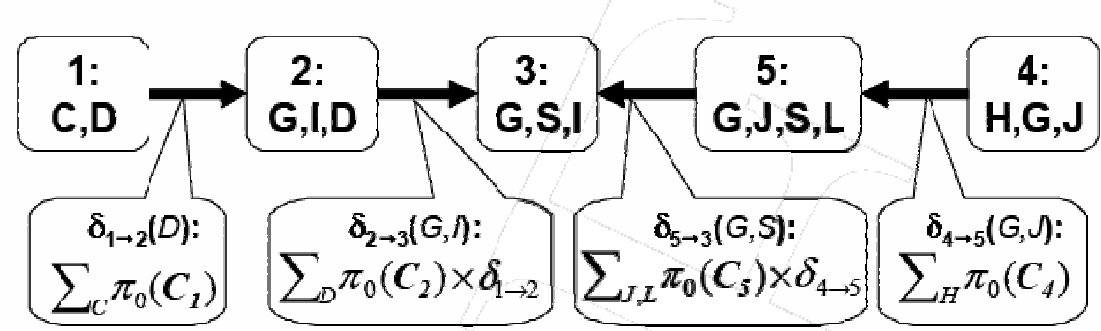 1: 2: 3: 5: 4:
C,D G,I,D G,S,I G,J,S,L H,G,J
δ1→2(D): δ2→3(G,I): δ5→3(G,S): δ4→5(G,J):
∑C π0(C1) ∑D π0(C2)×δ1→2 ∑J,L π0(C5)×δ4→5 ∑H π0(C4)